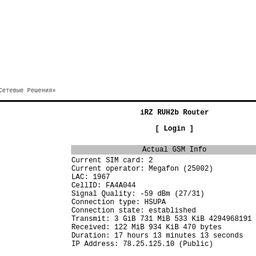 Сетевые Решения»
iRZ RUH2b Router
[ Login ]
Actual GSM Info
Current SIM card: 2
Current operator: Megafon (25002)
LAC: 1967
CellID: FA4A044
Signal Quality: -59 dBm (27/31)
Connection type: HSUPA
Connection state: established
Transmit: 3 GiB 731 MiB 533 KiB 4294968191
Received: 122 MiB 934 KiB 470 bytes
Duration: 17 hours 13 minutes 13 seconds
IP Address: 78.25.125.10 (Public)